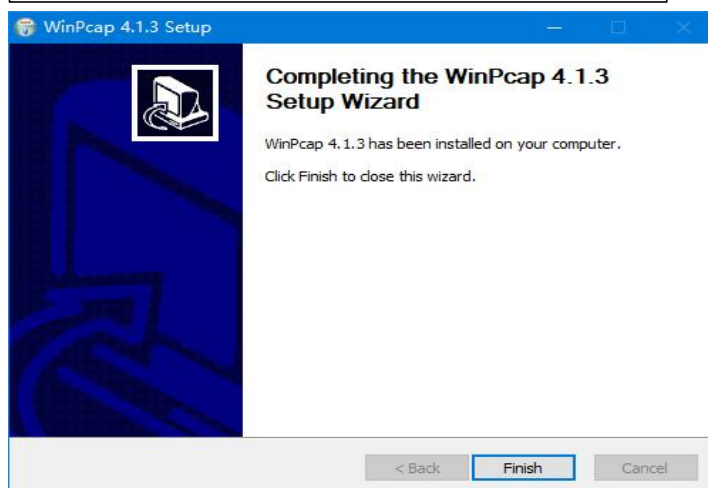 WinPcap 4.1.3 Setup
Completing the WinPcap 4.1.3
Setup Wizard
WinPcap 4.1.3 has been installed on your computer.
Click Finish to close this wizard.
< Back
Finish
Cancel